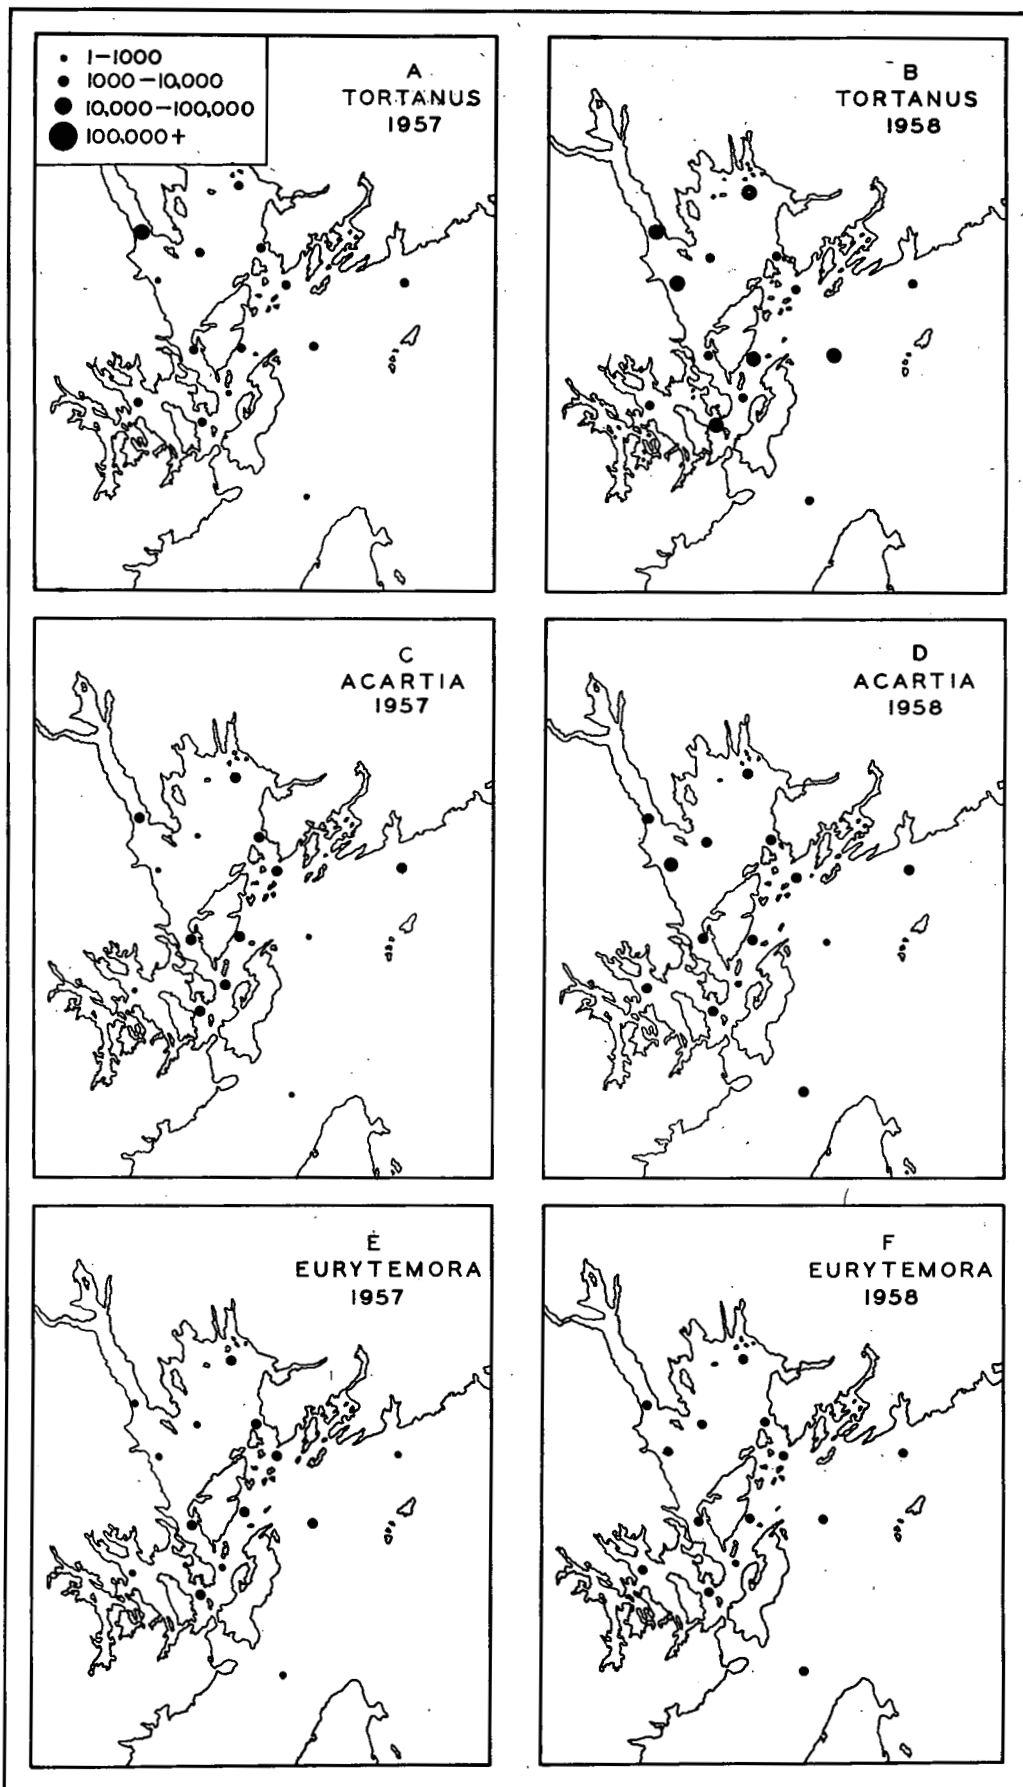 1–1000
1000–10,000
10,000–100,000
100,000+
A
TORTANUS
1957
B
TORTANUS
1958
C
ACARTIA
1957
D
ACARTIA
1958
E
EURYTEMORA
1957
F
EURYTEMORA
1958